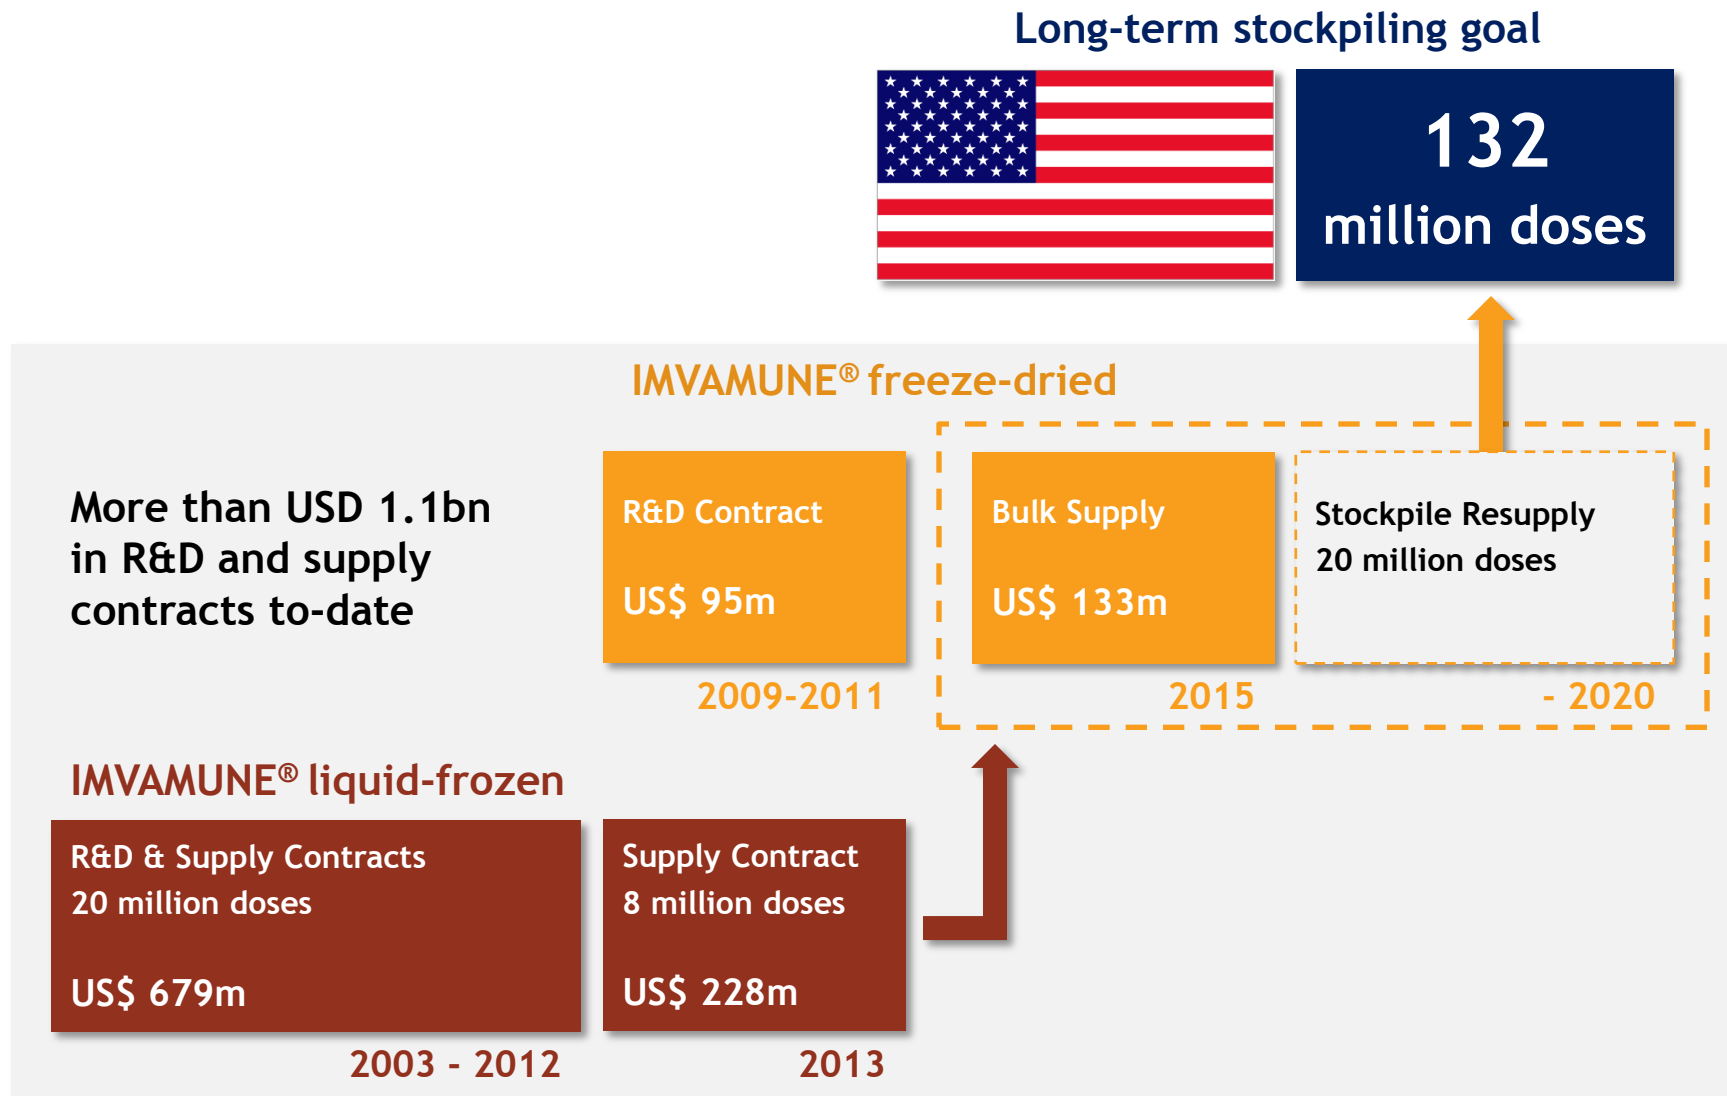 Long-term stockpiling goal
132
million doses
IMVAMUNE® freeze-dried
More than USD 1.1bn
in R&D and supply
contracts to-date
R&D Contract
US$ 95m
2009-2011
Bulk Supply
US$ 133m
2015
Stockpile Resupply
20 million doses
- 2020
IMVAMUNE® liquid-frozen
R&D & Supply Contracts
20 million doses
US$ 679m
2003 - 2012
Supply Contract
8 million doses
US$ 228m
2013